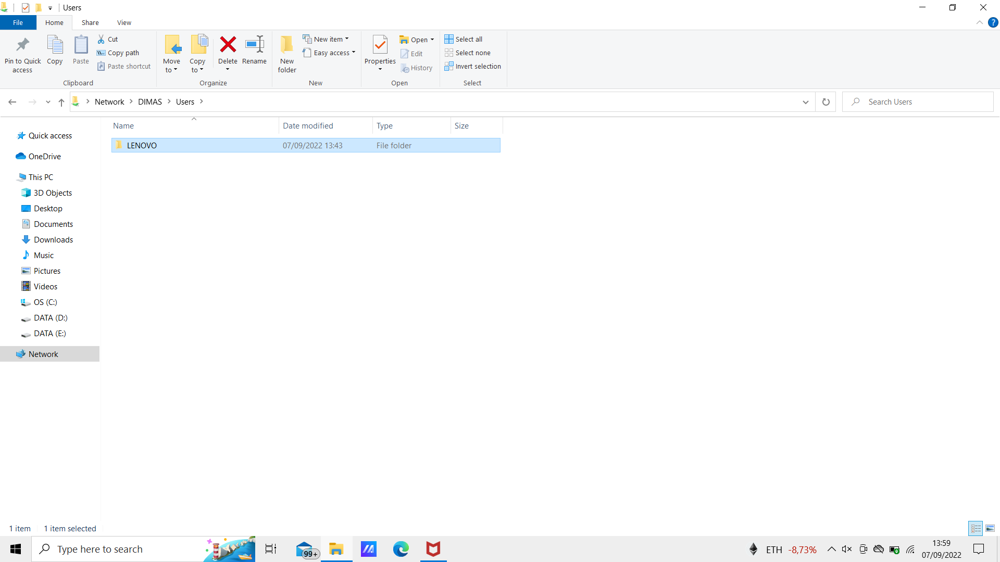 Users
File Home Share View
Pin to Quick access
Copy
Paste
Cut
Copy path
Paste shortcut
Clipboard
Move to
Copy to
Delete
Rename
Organize
New folder
New item
Easy access
New
Properties
Open
Edit
History
Open
Select all
Select none
Invert selection
Select
Network DIMAS Users
Search Users
Name Date modified Type Size
LENOVO 07/09/2022 13:43 File folder
Quick access
OneDrive
This PC
3D Objects
Desktop
Documents
Downloads
Music
Pictures
Videos
OS (C:)
DATA (D:)
DATA (E:)
Network
1 item 1 item selected
Type here to search
99+
ETH -8,73%
13:59
07/09/2022